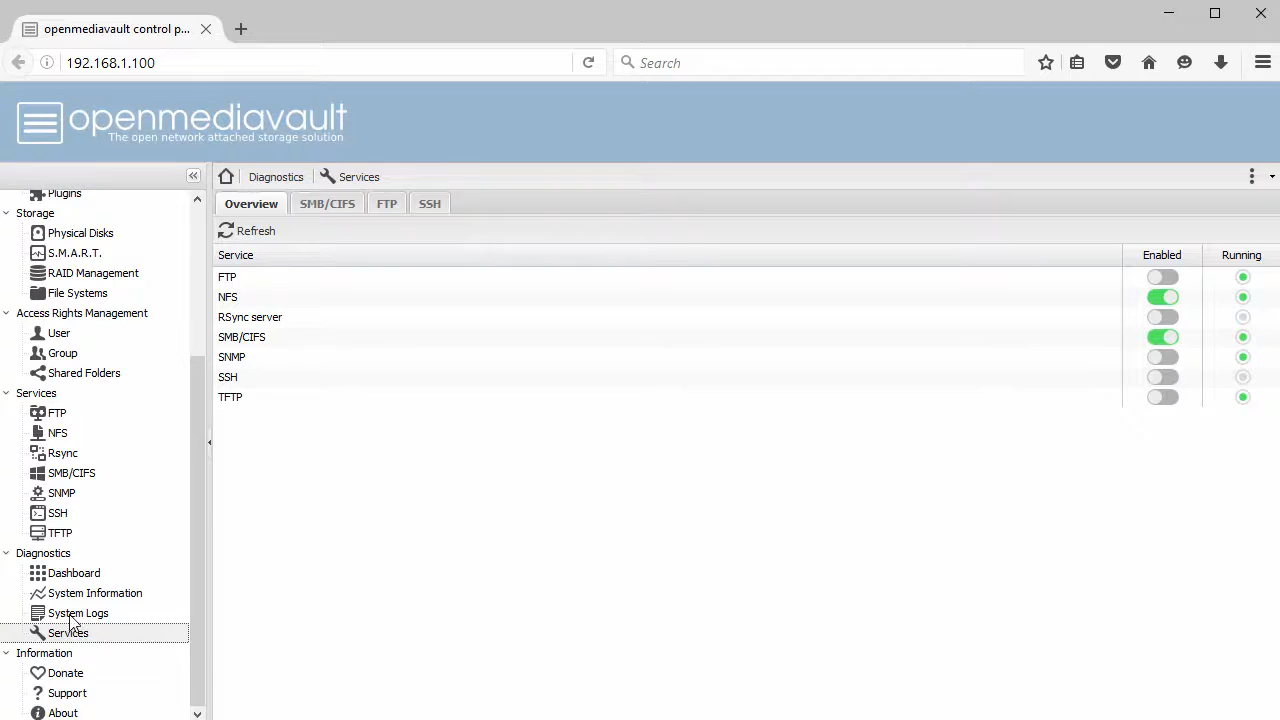 openmediavault control p...
192.168.1.100
Search
openmediavault
The open network attached storage solution
Diagnostics
Services
Plugins
Storage
Physical Disks
S.M.A.R.T.
RAID Management
File Systems
Access Rights Management
User
Group
Shared Folders
Services
FTP
NFS
Rsync
SMB/CIFS
SNMP
SSH
TFTP
Diagnostics
Dashboard
System Information
System Logs
Services
Information
Donate
Support
About
Overview
SMB/CIFS
FTP
SSH
Refresh
Service Enabled Running
FTP
NFS
RSync server
SMB/CIFS
SNMP
SSH
TFTP